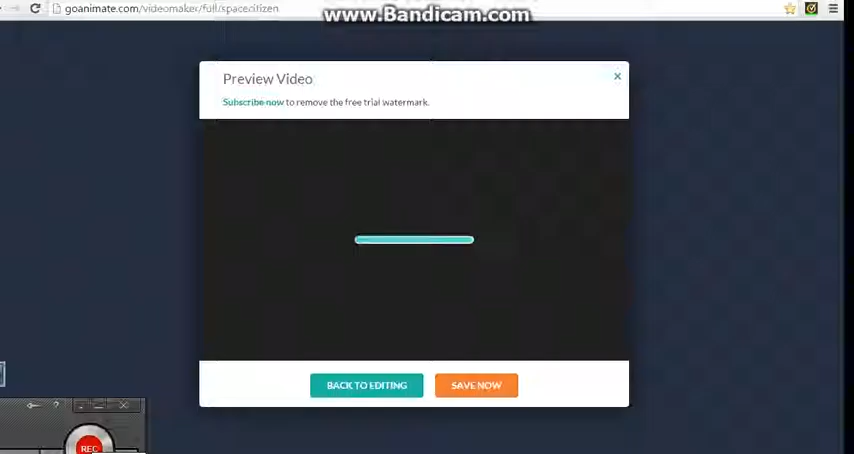 www.Bandicam.com
goanimate.com/videomaker/full/spacecitizen
Preview Video
Subscribe now to remove the free trial watermark.
BACK TO EDITING
SAVE NOW
?
REC